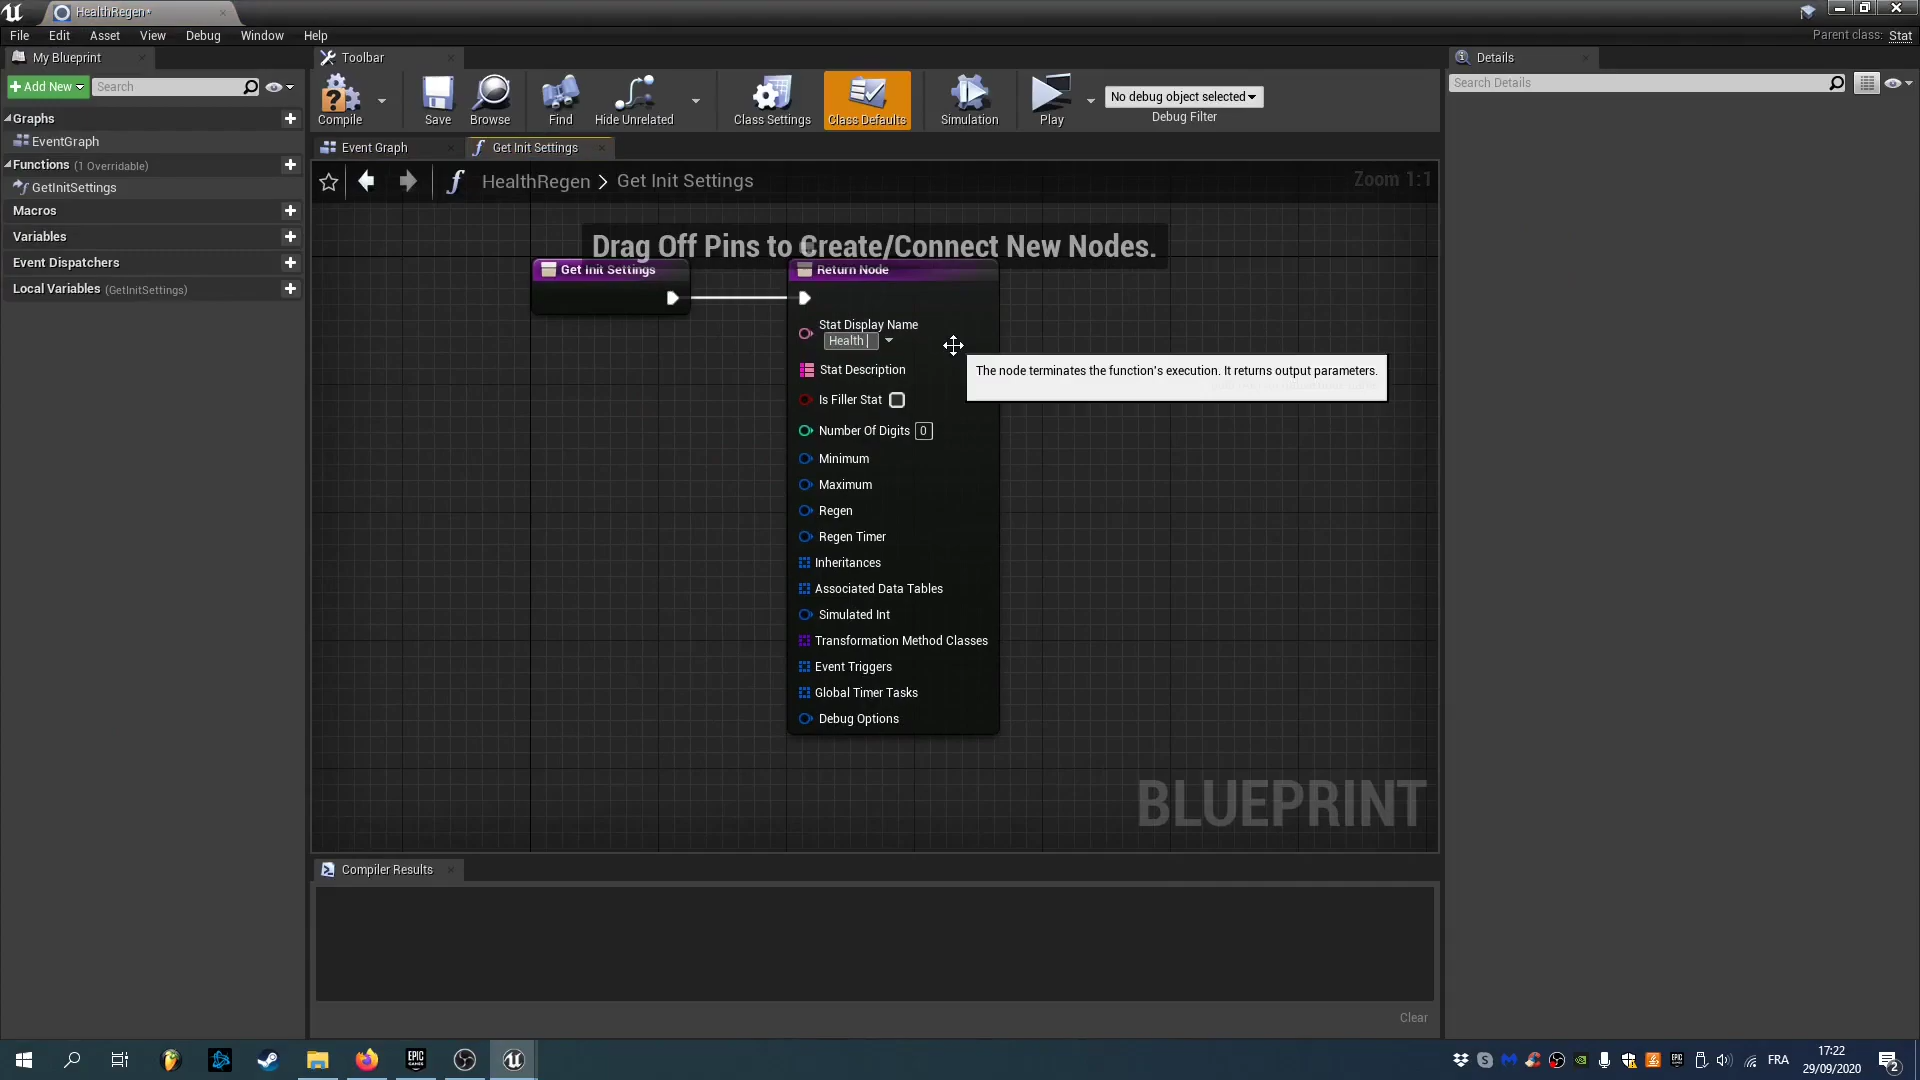 HealthRegen*
File Edit Asset View Debug Window Help
Parent class: Stat
My Blueprint
Toolbar
Details
Add New
Search
Compile
Save
Browse
Find
Hide Unrelated
Class Settings
Class Defaults
Simulation
Play
No debug object selected
Debug Filter
Search Details
Graphs
EventGraph
Functions (1 Overridable)
GetInitSettings
Macros
Variables
Event Dispatchers
Local Variables (GetInitSettings)
Event Graph
Get Init Settings
HealthRegen > Get Init Settings
Zoom 1:1
Drag Off Pins to Create/Connect New Nodes.
Get Init Settings
Return Node
Stat Display Name
Health
Stat Description
Is Filler Stat
Number Of Digits 0
Minimum
Maximum
Regen
Regen Timer
Inheritances
Associated Data Tables
Simulated Int
Transformation Method Classes
Event Triggers
Global Timer Tasks
Debug Options
The node terminates the function's execution. It returns output parameters.
BLUEPRINT
Compiler Results
Clear
EPIC GAMES
FRA
17:22
29/09/2020
2